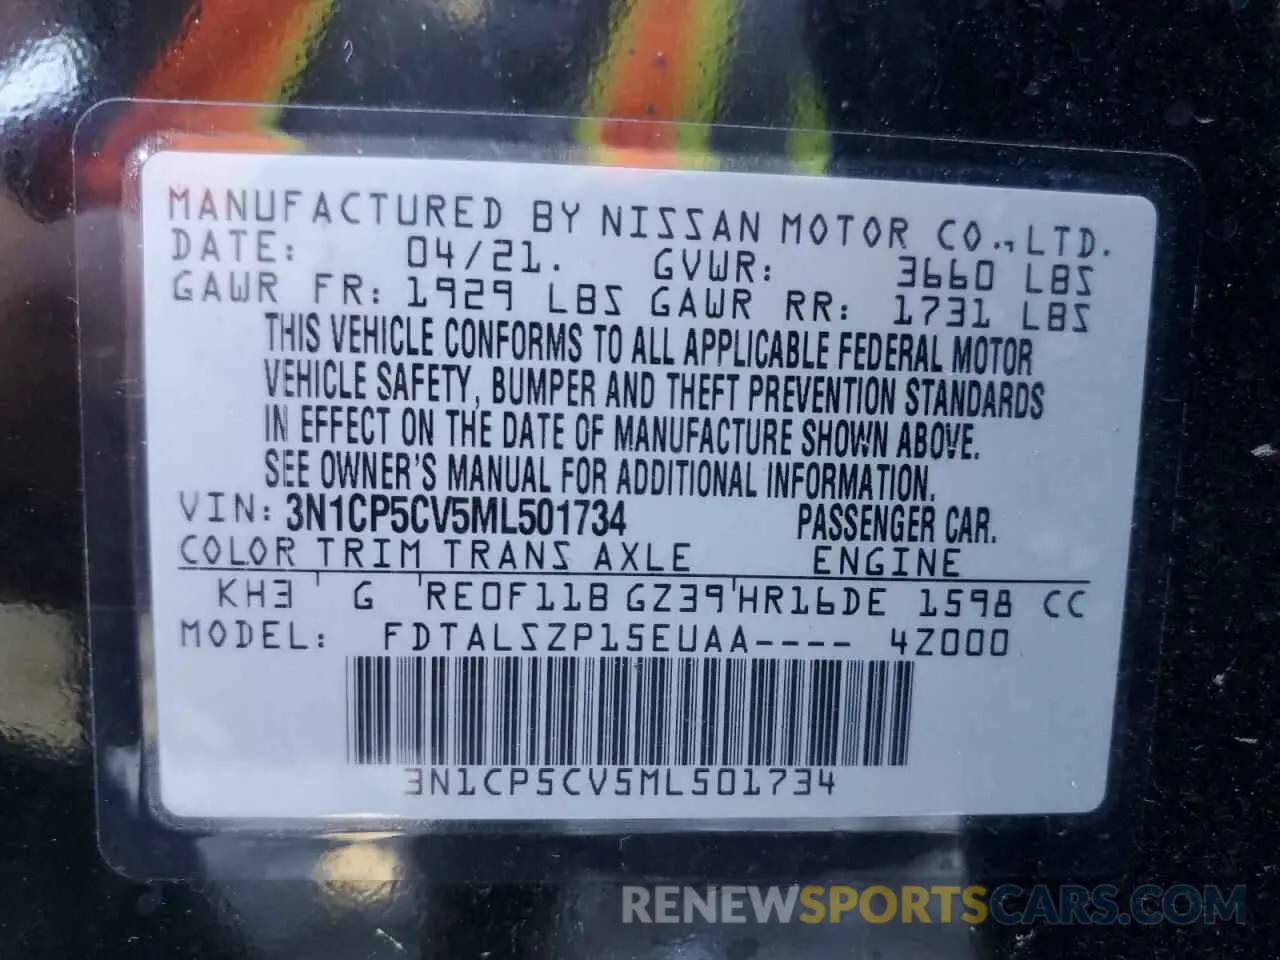 MANUFACTURED BY NISSAN MOTOR CO., LTD.
DATE: 04/21. GVWR: 3660 LBS
GAWR FR: 1929 LBS GAWR RR: 1731 LBS
THIS VEHICLE CONFORMS TO ALL APPLICABLE FEDERAL MOTOR
VEHICLE SAFETY, BUMPER AND THEFT PREVENTION STANDARDS
IN EFFECT ON THE DATE OF MANUFACTURE SHOWN ABOVE.
SEE OWNER'S MANUAL FOR ADDITIONAL INFORMATION.
VIN: 3N1CP5CV5ML501734 PASSENGER CAR.
COLOR TRIM TRANS AXLE ENGINE
KH3 G RE0F11B GZ39 HR16DE 1598 CC
MODEL: FDTALSZP15EUAA---- 4Z000
3N1CP5CV5ML501734
RENEWSPORTSCARS.COM